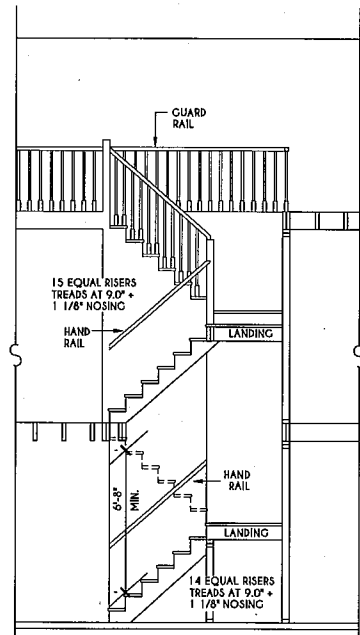 GUARD
RAIL
15 EQUAL RISERS
TREADS AT 9.0" +
1 1/8" NOSING
HAND
RAIL
LANDING
HAND
RAIL
6'-8"
MIN.
LANDING
14 EQUAL RISERS
TREADS AT 9.0" +
1 1/8" NOSING